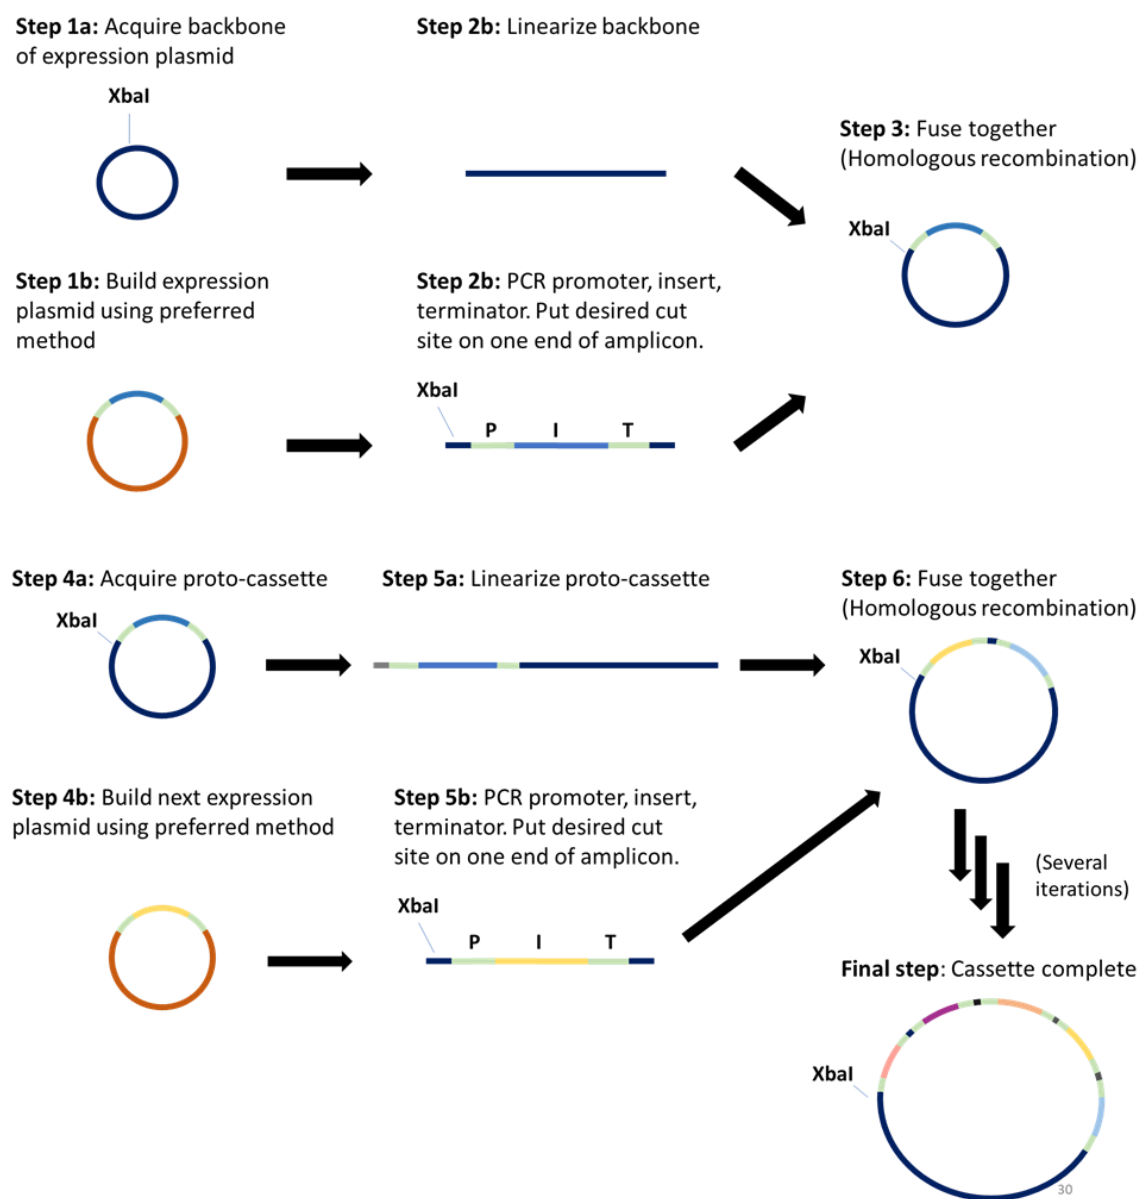 Step 1a: Acquire backbone
of expression plasmid
XbaI
Step 2b: Linearize backbone
Step 3: Fuse together
(Homologous recombination)
XbaI
Step 1b: Build expression
plasmid using preferred
method
Step 2b: PCR promoter, insert,
terminator. Put desired cut
site on one end of amplicon.
XbaI
P I T
Step 4a: Acquire proto-cassette
XbaI
Step 5a: Linearize proto-cassette
Step 6: Fuse together
(Homologous recombination)
XbaI
Step 4b: Build next expression
plasmid using preferred method
Step 5b: PCR promoter, insert,
terminator. Put desired cut
site on one end of amplicon.
XbaI
P I T
(Several
iterations)
Final step: Cassette complete
XbaI
30